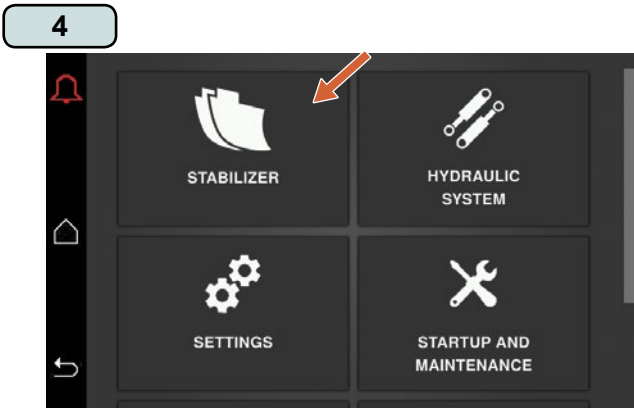 4
STABILIZER
HYDRAULIC
SYSTEM
SETTINGS
STARTUP AND
MAINTENANCE